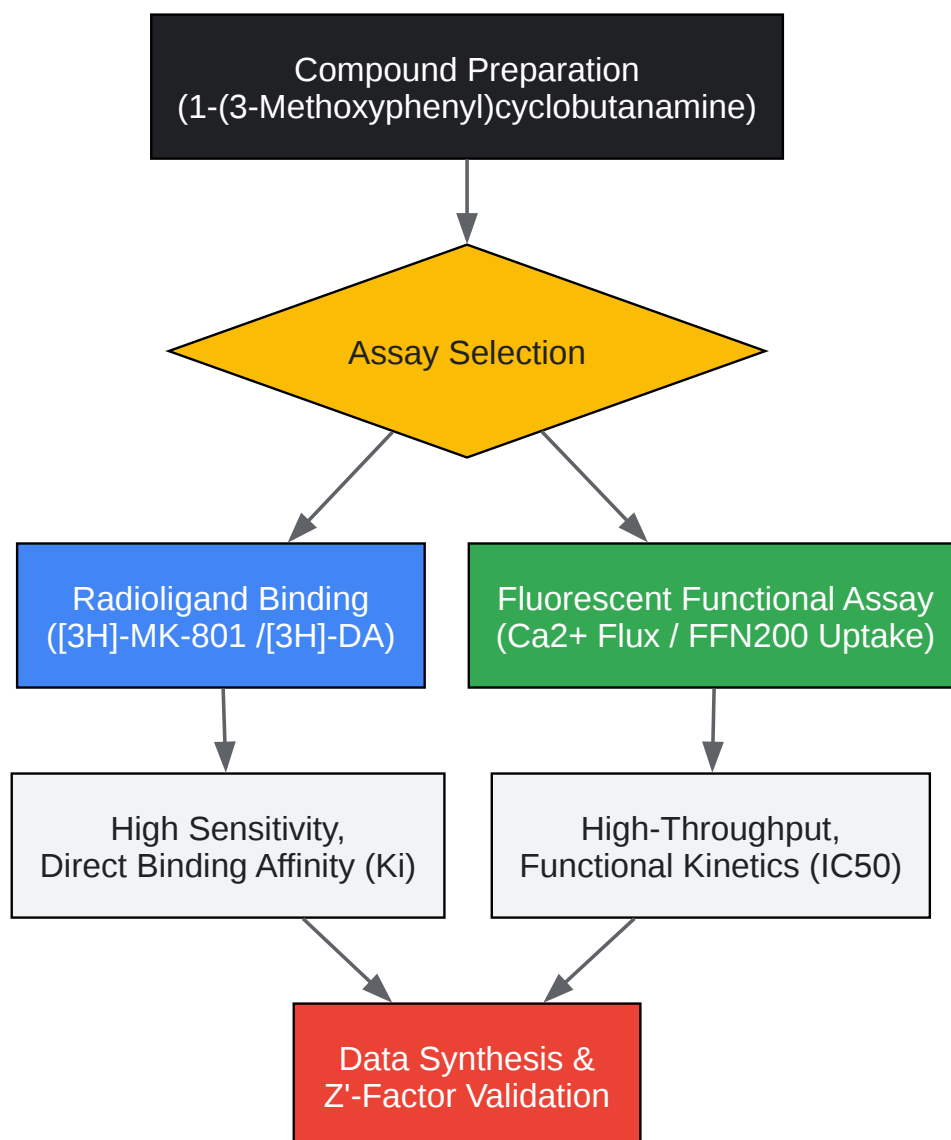 Compound Preparation
(1-(3-Methoxyphenyl)cyclobutanamine)
Assay Selection
Radioligand Binding
([3H]-MK-801 /[3H]-DA)
Fluorescent Functional Assay
(Ca2+ Flux / FFN200 Uptake)
High Sensitivity,
Direct Binding Affinity (Ki)
High-Throughput,
Functional Kinetics (IC50)
Data Synthesis &
Z'-Factor Validation